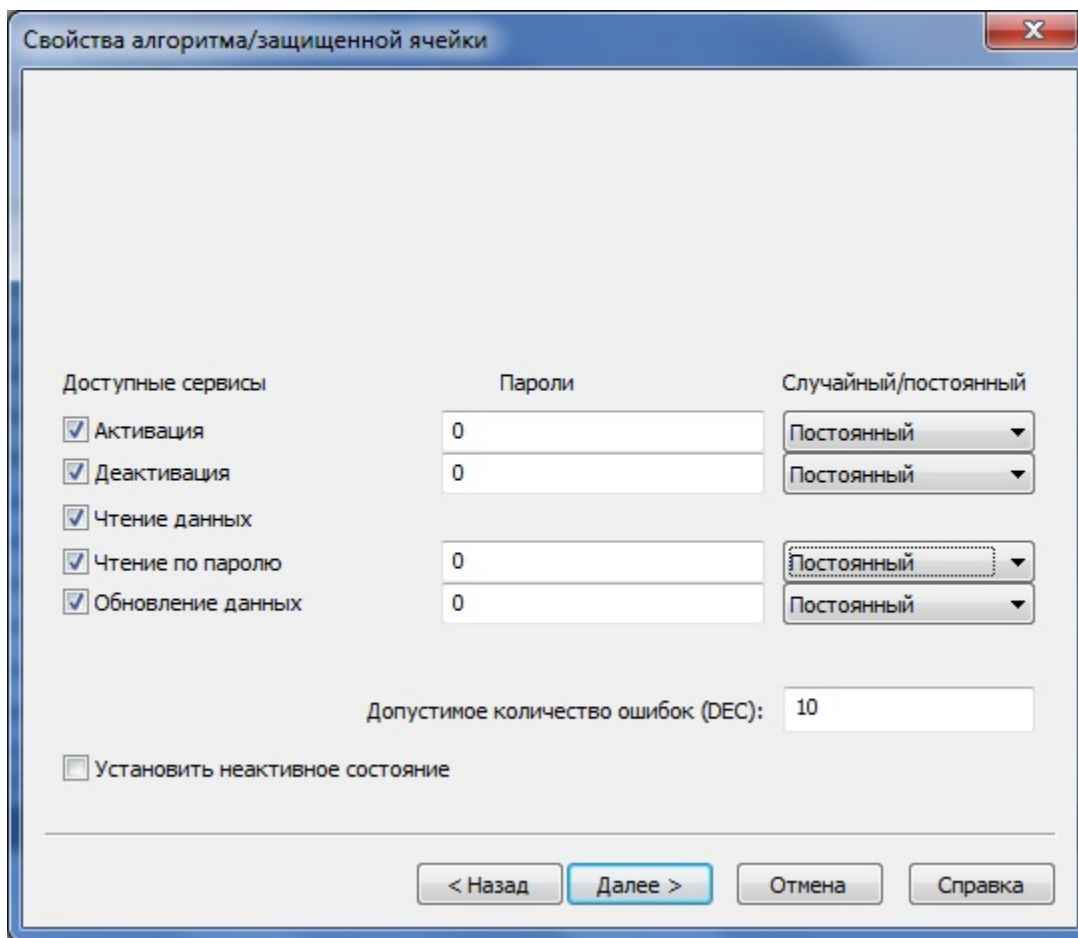 Свойства алгоритма/защищенной ячейки
Доступные сервисы Пароли Случайный/постоянный
Активация 0 Постоянный
Деактивация 0 Постоянный
Чтение данных
Чтение по паролю 0 Постоянный
Обновление данных 0 Постоянный
Допустимое количество ошибок (DEC): 10
Установить неактивное состояние
< Назад Далее > Отмена Справка